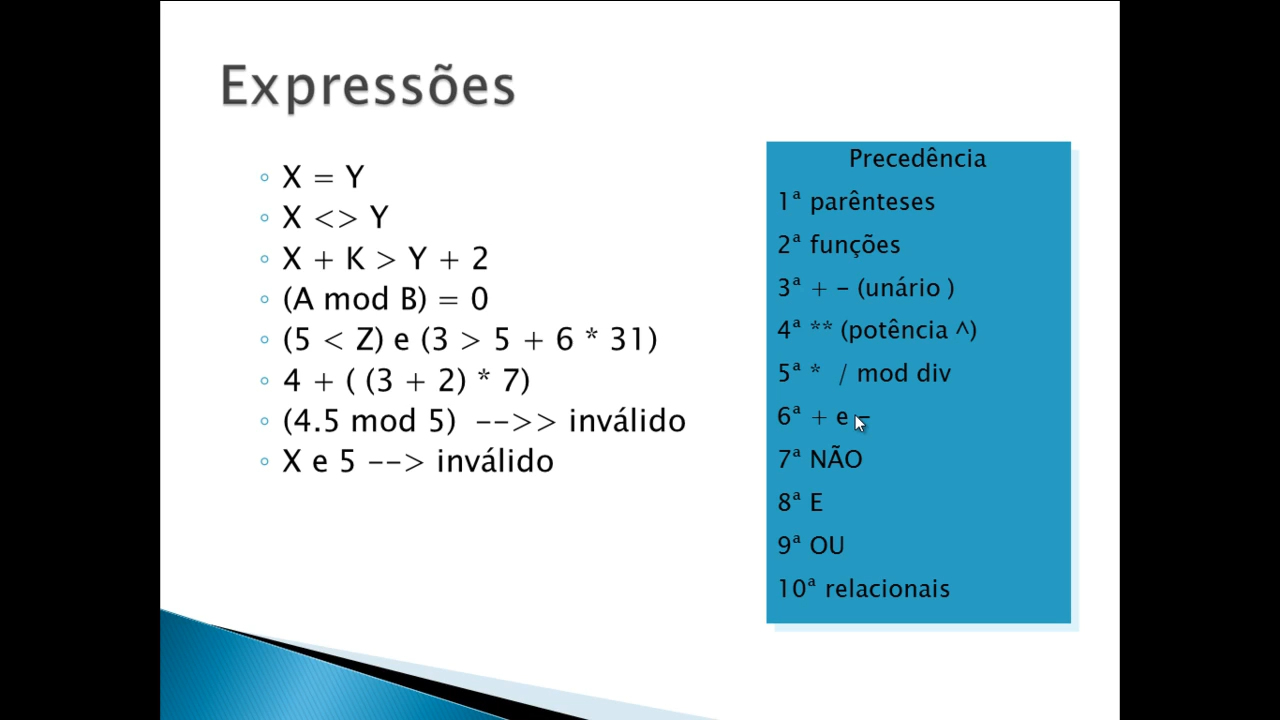 Expressões
X = Y
X <> Y
X + K > Y + 2
(A mod B) = 0
(5 < Z) e (3 > 5 + 6 * 31)
4 + ( (3 + 2) * 7)
(4.5 mod 5) -->> inválido
X e 5 --> inválido
Precedência
1ª parênteses
2ª funções
3ª + - (unário )
4ª ** (potência ^)
5ª * / mod div
6ª + e -
7ª NÃO
8ª E
9ª OU
10ª relacionais